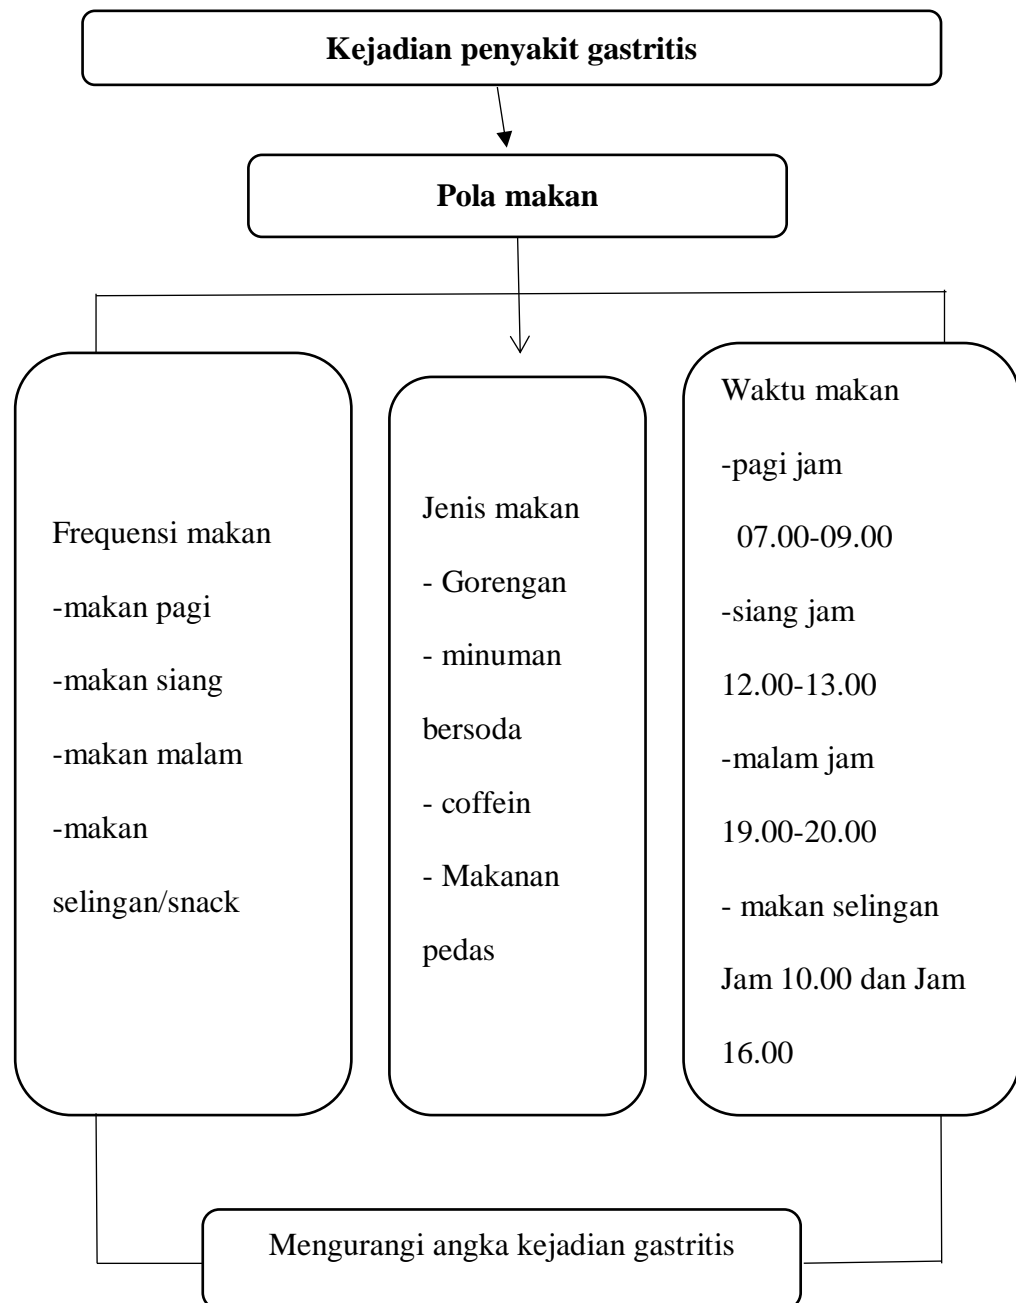 Kejadian penyakit gastritis
Pola makan
Frequensi makan
-makan pagi
-makan siang
-makan malam
-makan
selingan/snack
Jenis makan
- Gorengan
- minuman
bersoda
- coffein
- Makanan
pedas
Waktu makan
-pagi jam
07.00-09.00
-siang jam
12.00-13.00
-malam jam
19.00-20.00
- makan selingan
Jam 10.00 dan Jam
16.00
Mengurangi angka kejadian gastritis